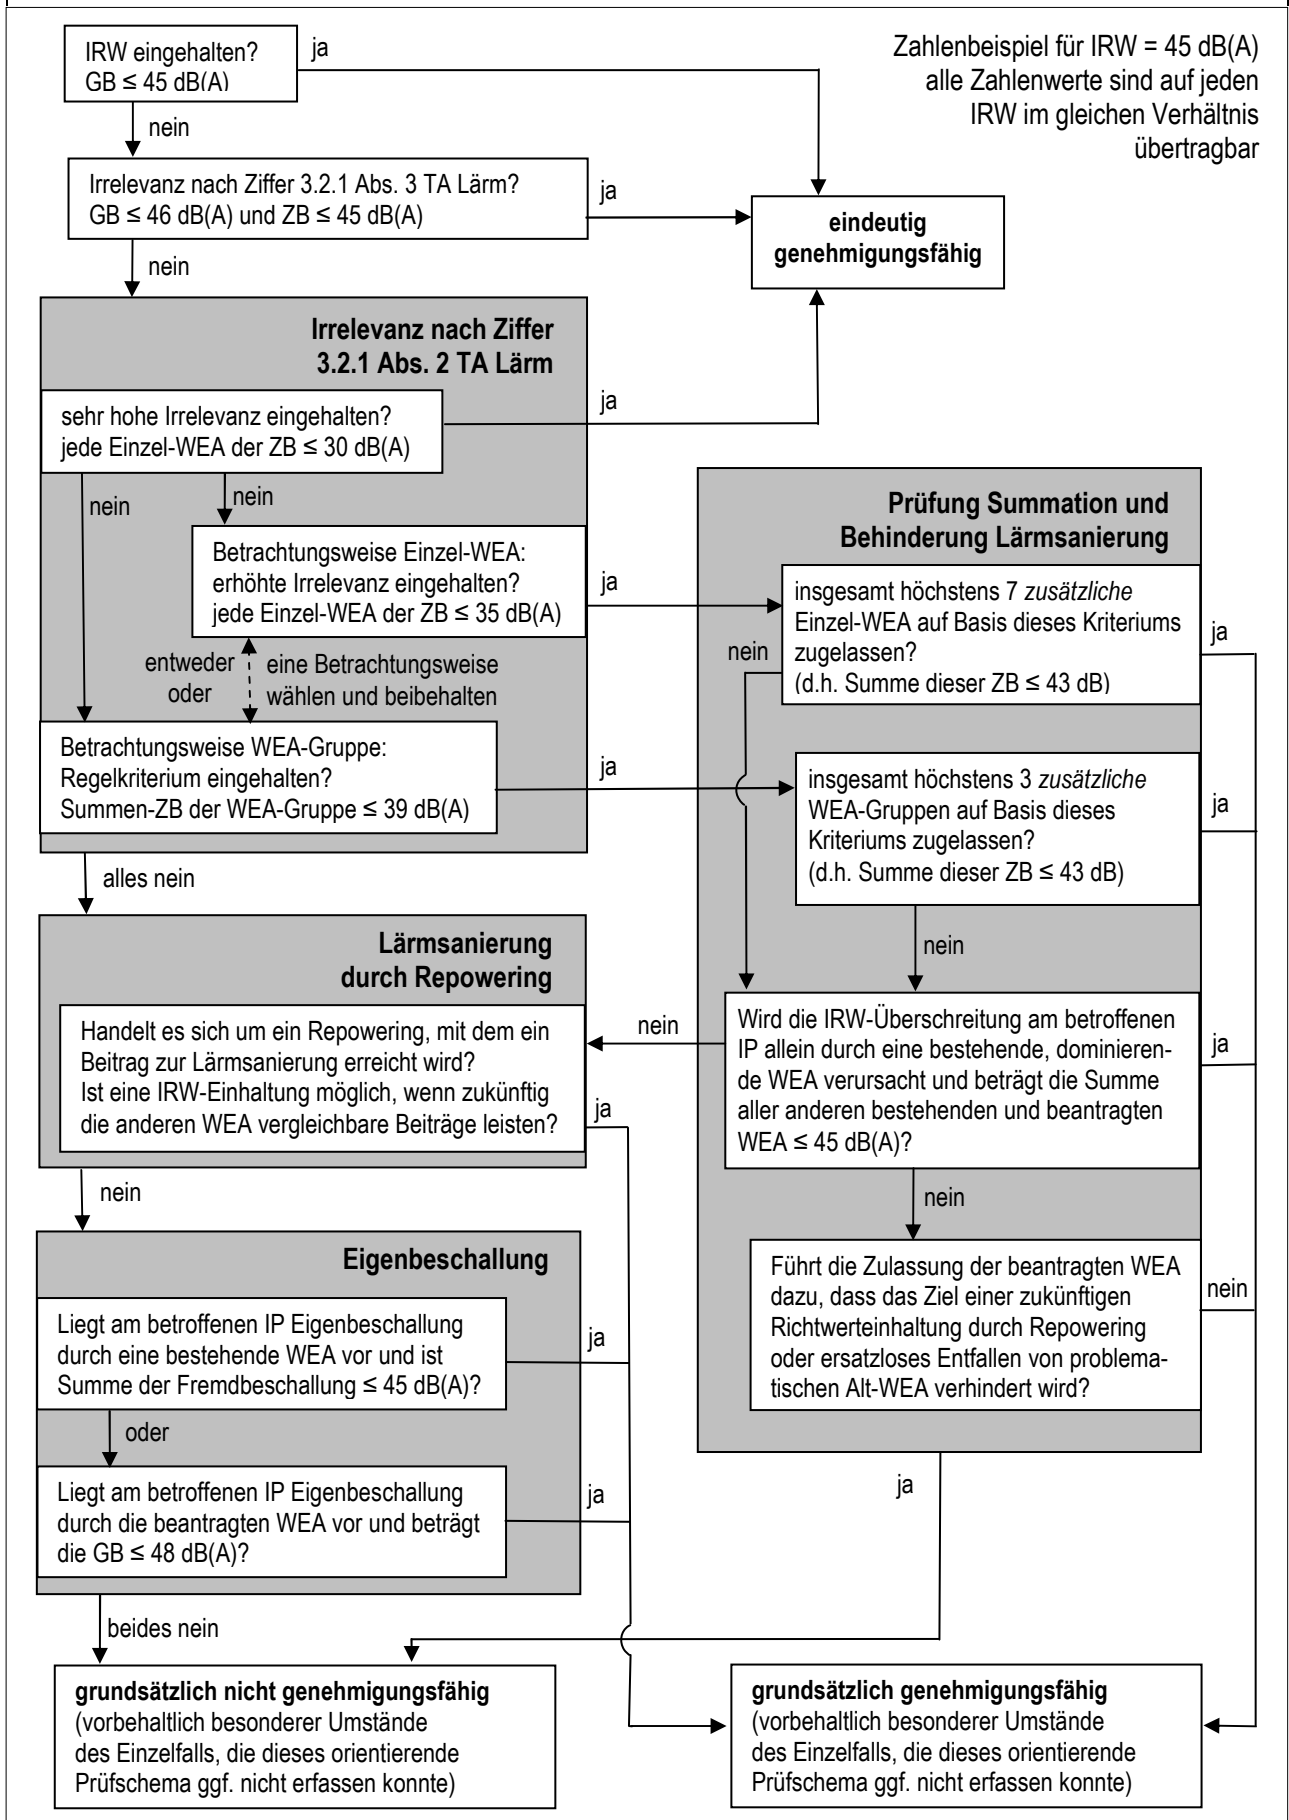 IRW eingehalten?
GB ≤ 45 dB(A)
ja
Zahlenbeispiel für IRW = 45 dB(A)
alle Zahlenwerte sind auf jeden
IRW im gleichen Verhältnis
übertragbar
nein
Irrelevanz nach Ziffer 3.2.1 Abs. 3 TA Lärm?
GB ≤ 46 dB(A) und ZB ≤ 45 dB(A)
ja
eindeutig
genehmigungsfähig
nein
Irrelevanz nach Ziffer
3.2.1 Abs. 2 TA Lärm
sehr hohe Irrelevanz eingehalten?
jede Einzel-WEA der ZB ≤ 30 dB(A)
ja
nein
nein
Betrachtungsweise Einzel-WEA:
erhöhte Irrelevanz eingehalten?
jede Einzel-WEA der ZB ≤ 35 dB(A)
ja
entweder
oder
eine Betrachtungsweise
wählen und beibehalten
Betrachtungsweise WEA-Gruppe:
Regelkriterium eingehalten?
Summen-ZB der WEA-Gruppe ≤ 39 dB(A)
ja
alles nein
Prüfung Summation und
Behinderung Lärmsanierung
insgesamt höchstens 7 zusätzliche
Einzel-WEA auf Basis dieses Kriteriums
zugelassen?
(d.h. Summe dieser ZB ≤ 43 dB)
ja
nein
insgesamt höchstens 3 zusätzliche
WEA-Gruppen auf Basis dieses
Kriteriums zugelassen?
(d.h. Summe dieser ZB ≤ 43 dB)
ja
nein
Wird die IRW-Überschreitung am betroffenen
IP allein durch eine bestehende, dominieren-
de WEA verursacht und beträgt die Summe
aller anderen bestehenden und beantragten
WEA ≤ 45 dB(A)?
ja
nein
nein
Führt die Zulassung der beantragten WEA
dazu, dass das Ziel einer zukünftigen
Richtwerteinhaltung durch Repowering
oder ersatzloses Entfallen von problema-
tischen Alt-WEA verhindert wird?
nein
ja
Lärmsanierung
durch Repowering
Handelt es sich um ein Repowering, mit dem ein
Beitrag zur Lärmsanierung erreicht wird?
Ist eine IRW-Einhaltung möglich, wenn zukünftig
die anderen WEA vergleichbare Beiträge leisten?
ja
nein
Eigenbeschallung
Liegt am betroffenen IP Eigenbeschallung
durch eine bestehende WEA vor und ist
Summe der Fremdbeschallung ≤ 45 dB(A)?
ja
oder
Liegt am betroffenen IP Eigenbeschallung
durch die beantragten WEA vor und beträgt
die GB ≤ 48 dB(A)?
ja
beides nein
grundsätzlich nicht genehmigungsfähig
(vorbehaltlich besonderer Umstände
des Einzelfalls, die dieses orientierende
Prüfschema ggf. nicht erfassen konnte)
grundsätzlich genehmigungsfähig
(vorbehaltlich besonderer Umstände
des Einzelfalls, die dieses orientierende
Prüfschema ggf. nicht erfassen konnte)